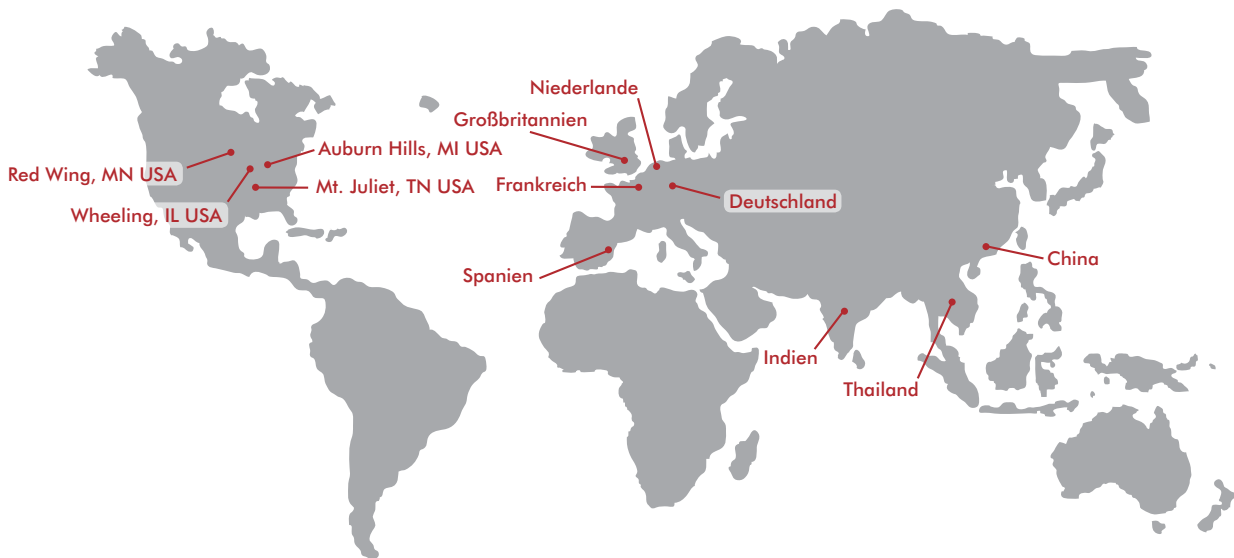 Niederlande
Großbritannien
Auburn Hills, MI USA
Red Wing, MN USA
Mt. Juliet, TN USA
Frankreich
Deutschland
Wheeling, IL USA
China
Spanien
Indien
Thailand